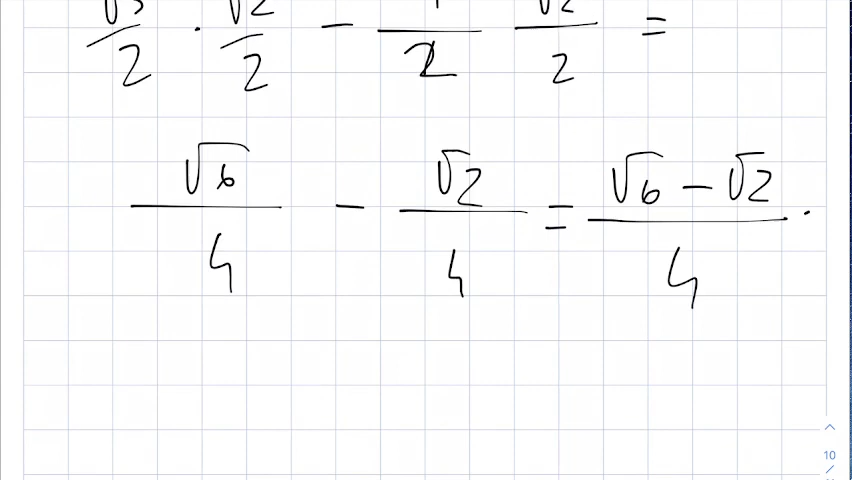 √3/2 · √2/2 − 1/2 √2/2 =
√6/4 − √2/4 = √6 − √2/4 .
10
/